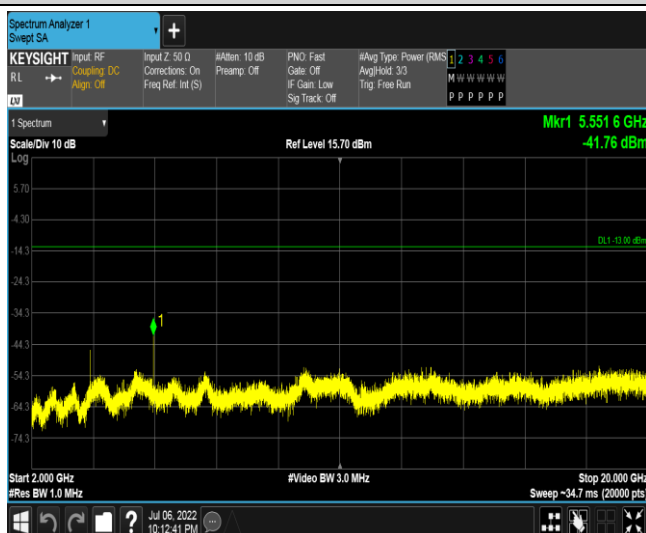 Spectrum Analyzer 1
Swept SA
+
KEYSIGHT
RL
LXI
Input: RF
Coupling: DC
Align: Off
Input Z: 50 Ω
Corrections: On
Freq Ref: Int (S)
#Atten: 10 dB
Preamp: Off
PNO: Fast
Gate: Off
IF Gain: Low
Sig Track: Off
#Avg Type: Power (RMS
Avg|Hold: 3/3
Trig: Free Run
1 2 3 4 5 6
M W W W W W
P P P P P P
1 Spectrum
Mkr1 5.551 6 GHz
Scale/Div 10 dB
Ref Level 15.70 dBm
-41.76 dBm
Log
5.70
-4.30
DL1 -13.00 dBm
-14.3
-24.3
1
-34.3
-44.3
-54.3
-64.3
-74.3
Start 2.000 GHz
#Video BW 3.0 MHz
Stop 20.000 GHz
#Res BW 1.0 MHz
Sweep ~34.7 ms (20000 pts)
?
Jul 06, 2022
10:12:41 PM